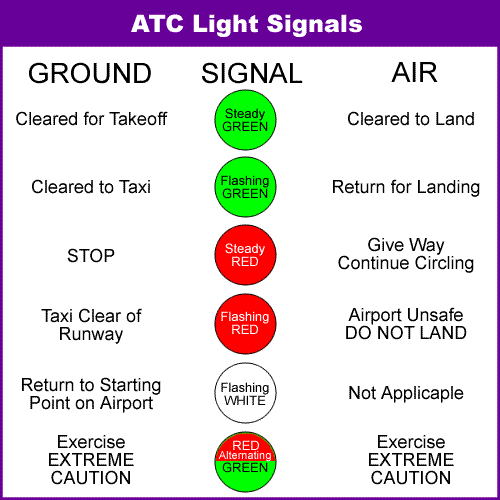 ATC Light Signals
GROUND SIGNAL AIR
Cleared for Takeoff Steady GREEN Cleared to Land
Cleared to Taxi Flashing GREEN Return for Landing
STOP Steady RED Give Way
Continue Circling
Taxi Clear of
Runway
Flashing RED
Airport Unsafe
DO NOT LAND
Return to Starting
Point on Airport
Flashing WHITE
Not Applicaple
Exercise
EXTREME
CAUTION
RED
Alternating
GREEN
Exercise
EXTREME
CAUTION